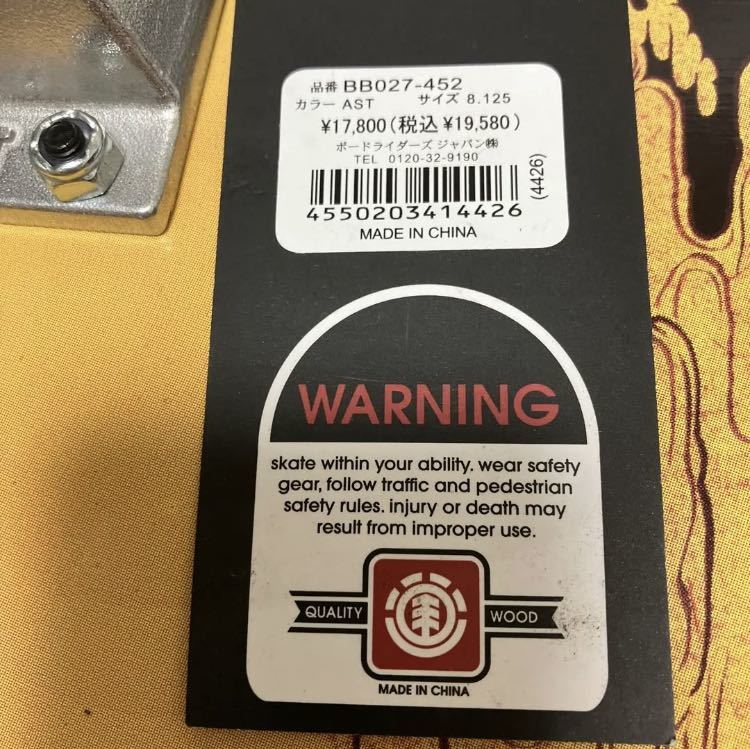 品番 BB027-452
カラー AST サイズ 8.125
¥17,800(税込 ¥19,580)
ボードライダーズ ジャパン㈱
TEL 0120-32-9190
4550203414426
(4426)
MADE IN CHINA
WARNING
skate within your ability. wear safety
gear, follow traffic and pedestrian
safety rules. injury or death may
result from improper use.
QUALITY WOOD
MADE IN CHINA